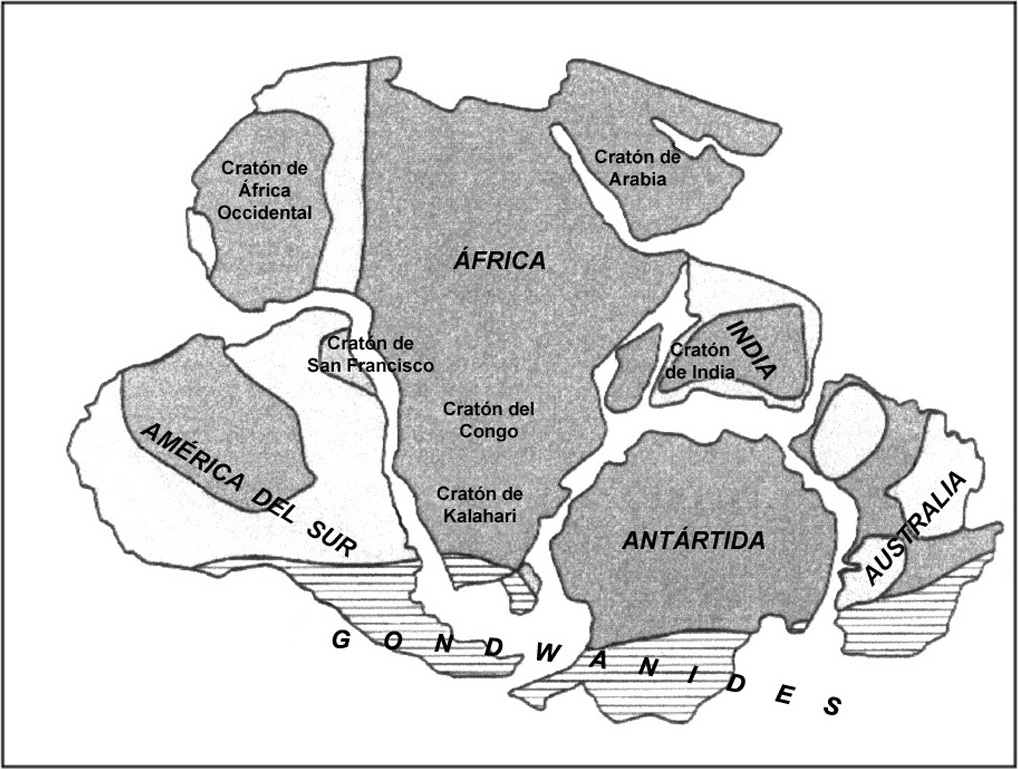 Cratón de
África
Occidental
Cratón de
Arabia
ÁFRICA
Cratón de
San Francisco
Cratón
de India
INDIA
Cratón del
Congo
AMÉRICA DEL SUR
Cratón de
Kalahari
ANTÁRTIDA
AUSTRALIA
GONDWANIDES